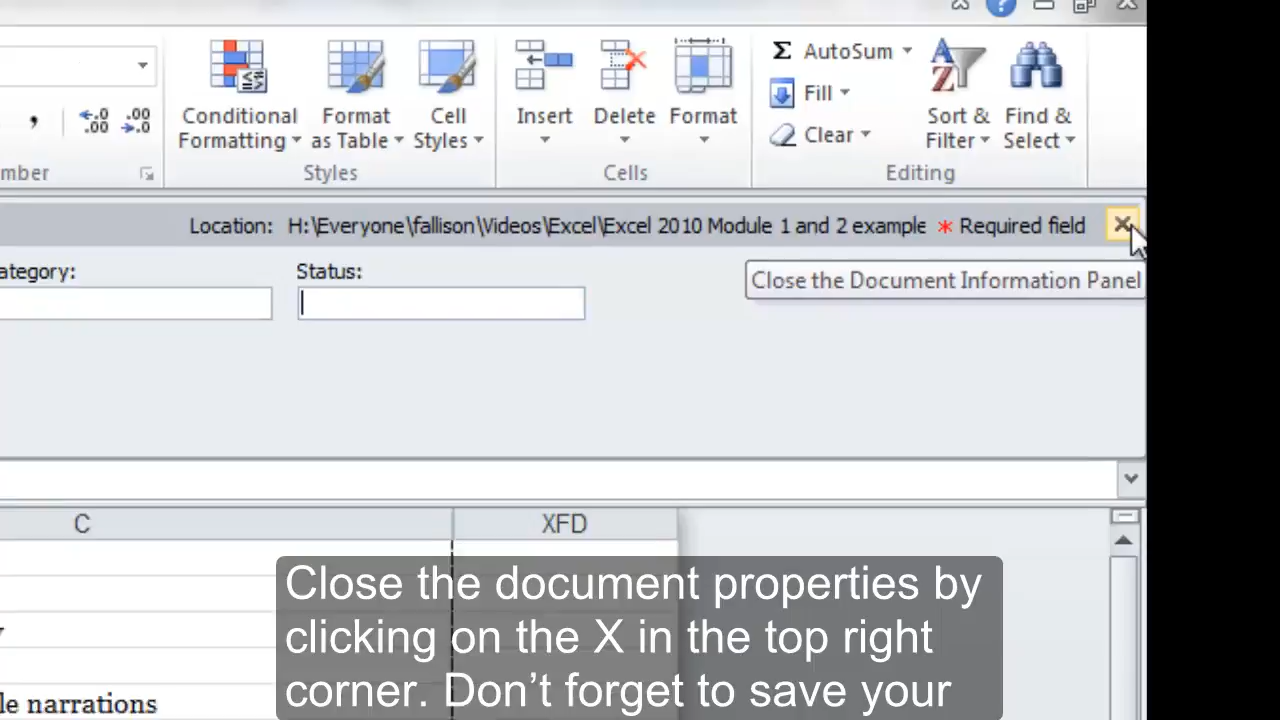 Σ AutoSum
Fill
Clear
Conditional Formatting
Format as Table
Cell Styles
Insert
Delete
Format
Sort & Filter
Find & Select
mber
Styles
Cells
Editing
Location: H:\Everyone\fallison\Videos\Excel\Excel 2010 Module 1 and 2 example * Required field
ategory:
Status:
Close the Document Information Panel
C
XFD
Close the document properties by
clicking on the X in the top right
corner. Don’t forget to save your
le narrations